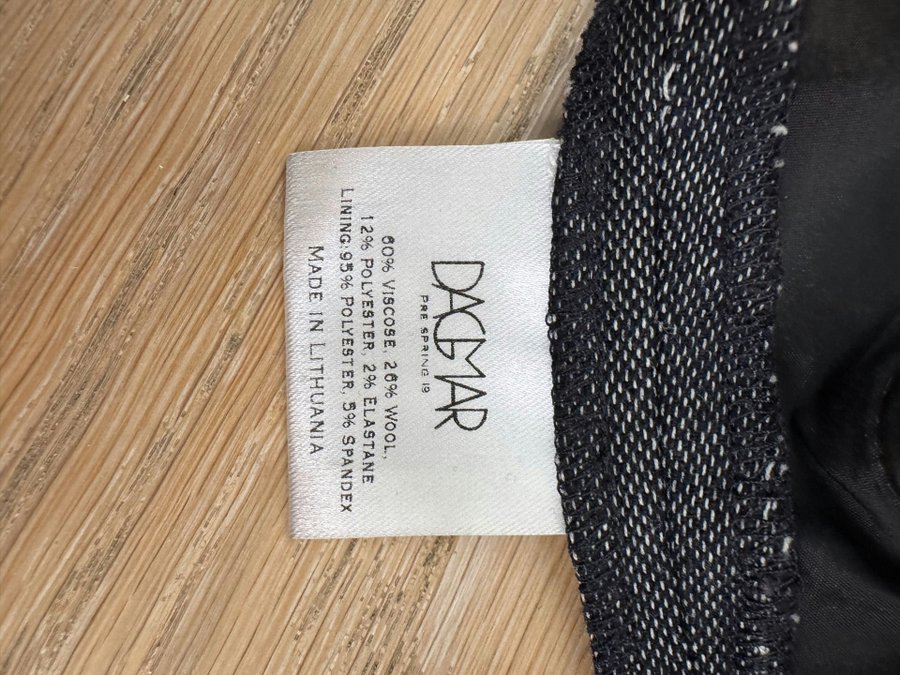 DAGMAR
PRE SPRING 19
60% VISCOSE, 26% WOOL,
12% POLYESTER, 2% ELASTANE
LINING:95% POLYESTER, 5% SPANDEX
MADE IN LITHUANIA